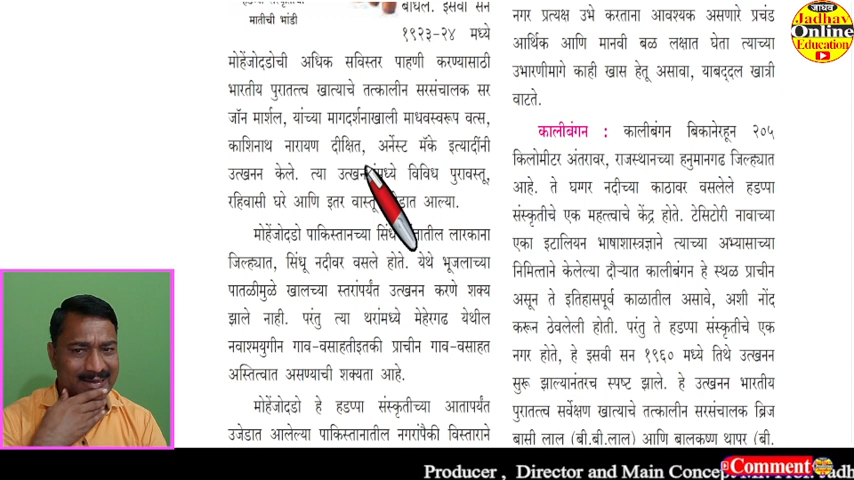 मातीची भांडी
बांधले. इसवी सन
१९२३-२४ मध्ये
मोहेंजोदडोची अधिक सविस्तर पाहणी करण्यासाठी
भारतीय पुरातत्त्व खात्याचे तत्कालीन सरसंचालक सर
जॉन मार्शल, यांच्या मागदर्शनाखाली माधवस्वरूप वत्स,
काशिनाथ नारायण दीक्षित, अर्नेस्ट मॅके इत्यादींनी
उत्खनन केले. त्या विविध पुरावस्तू,
रहिवासी घरे आणि इतर आल्या.
मोहेंजोदडो पाकिस्तानच्या लारकाना
जिल्ह्यात, सिंधू नदीवर वसले होते. येथे भूजलाच्या
पातळीमुळे खालच्या स्तरांपर्यंत उत्खनन करणे शक्य
झाले नाही. परंतु त्या थरांमध्ये मेहेरगढ येथील
नवाश्मयुगीन गाव-वसाहतीइतकी प्राचीन गाव-वसाहत
अस्तित्वात असण्याची शक्यता आहे.
मोहेंजोदडो हे हडप्पा संस्कृतीच्या आतापर्यंत
उजेडात आलेल्या पाकिस्तानातील नगरांपैकी विस्ताराने
नगर प्रत्यक्ष उभे करताना आवश्यक असणारे प्रचंड
आर्थिक आणि मानवी बळ लक्षात घेता त्याच्या
उभारणीमागे काही खास हेतू असावा, याबद्दल खात्री
वाटते.
कालीबंगन : कालीबंगन बिकानेरहून २०५
किलोमीटर अंतरावर, राजस्थानच्या हनुमानगढ जिल्ह्यात
आहे. ते घग्गर नदीच्या काठावर वसलेले हडप्पा
संस्कृतीचे एक महत्त्वाचे केंद्र होते. टेसिटोरी नावाच्या
एका इटालियन भाषाशास्त्रज्ञाने त्याच्या अभ्यासाच्या
निमित्ताने केलेल्या दौऱ्यात कालीबंगन हे स्थळ प्राचीन
असून ते इतिहासपूर्व काळातील असावे, अशी नोंद
करून ठेवलेली होती. परंतु ते हडप्पा संस्कृतीचे एक
नगर होते, हे इसवी सन १९६० मध्ये तिथे उत्खनन
सुरू झाल्यानंतरच स्पष्ट झाले. हे उत्खनन भारतीय
पुरातत्त्व सर्वेक्षण खात्याचे तत्कालीन सरसंचालक ब्रिज
बासी लाल (बी.बी.लाल) आणि बालकृष्ण थापर (बी.
जाधव
Jadhav
Online
Education
Producer , Director and Main Concept Mr. Prof. Jadh
Comment